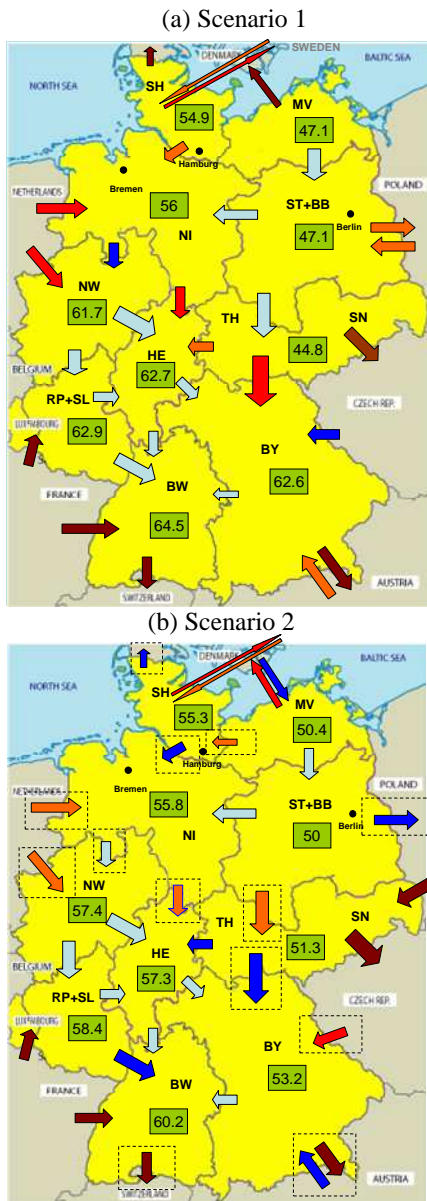 (a) Scenario 1
SWEDEN
DENMARK
BALTIC SEA
NORTH SEA
SH
54.9
MV
47.1
Hamburg
Bremen
POLAND
NETHERLANDS
56
ST+BB
Berlin
47.1
NI
NW
61.7
TH
SN
HE
44.8
BELGIUM
62.7
RP+SL
CZECH REP.
LUXEMBOURG
62.9
BY
BW
62.6
FRANCE
64.5
AUSTRIA
SWITZERLAND
(b) Scenario 2
DENMARK
BALTIC SEA
NORTH SEA
SH
MV
55.3
50.4
Hamburg
Bremen
POLAND
NETHERLANDS
55.8
ST+BB
Berlin
50
NI
NW
57.4
TH
SN
HE
51.3
BELGIUM
57.3
RP+SL
CZECH REP.
LUXEMBOURG
58.4
BY
BW
53.2
FRANCE
60.2
AUSTRIA
SWITZERLAND